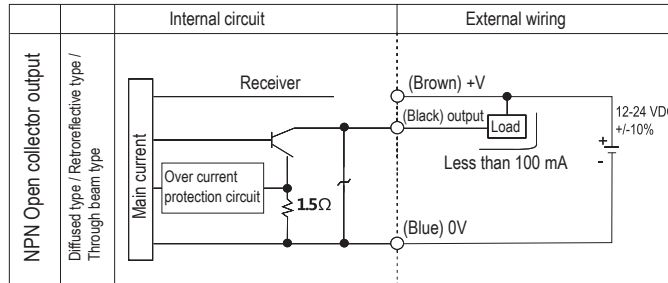 Internal circuit
External wiring
NPN Open collector output
Diffused type / Retroreflective type /
Through beam type
Main current
Receiver
Over current
protection circuit
1.5Ω
(Brown) +V
(Black) output
Load
Less than 100 mA
(Blue) 0V
12-24 VDC
+/-10%
+
-